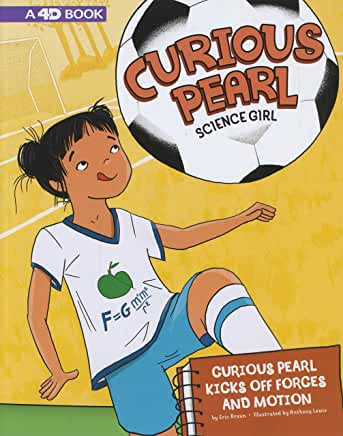 A 4D BOOK
CURIOUS
PEARL
SCIENCE GIRL
F=G m¹m²
r²
CURIOUS PEARL
KICKS OFF FORCES
AND MOTION
by Eric Braun · Illustrated by Anthony Lewis